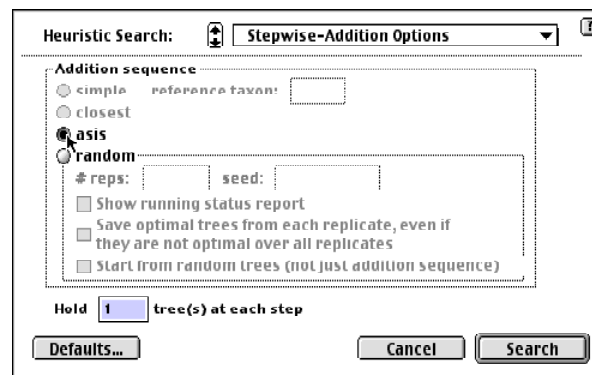 Heuristic Search: Stepwise-Addition Options ?
Addition sequence
simple reference taxon:
closest
asis
random
# reps: seed:
Show running status report
Save optimal trees from each replicate, even if
they are not optimal over all replicates
Start from random trees (not just addition sequence)
Hold 1 tree(s) at each step
Defaults... Cancel Search